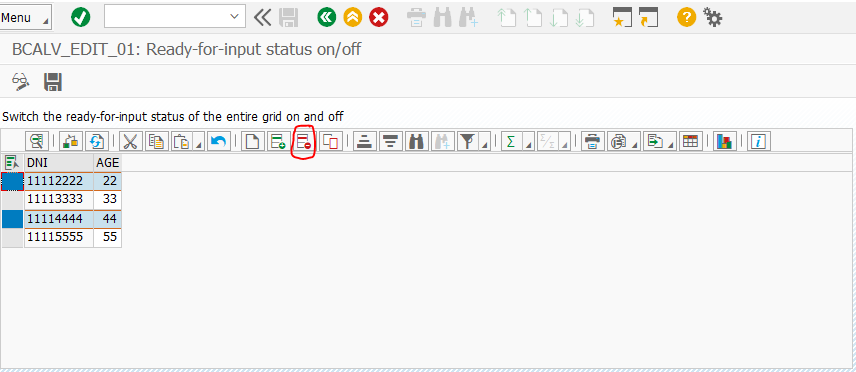 Menu
BCALV_EDIT_01: Ready-for-input status on/off
Switch the ready-for-input status of the entire grid on and off
DNI AGE
11112222 22
11113333 33
11114444 44
11115555 55